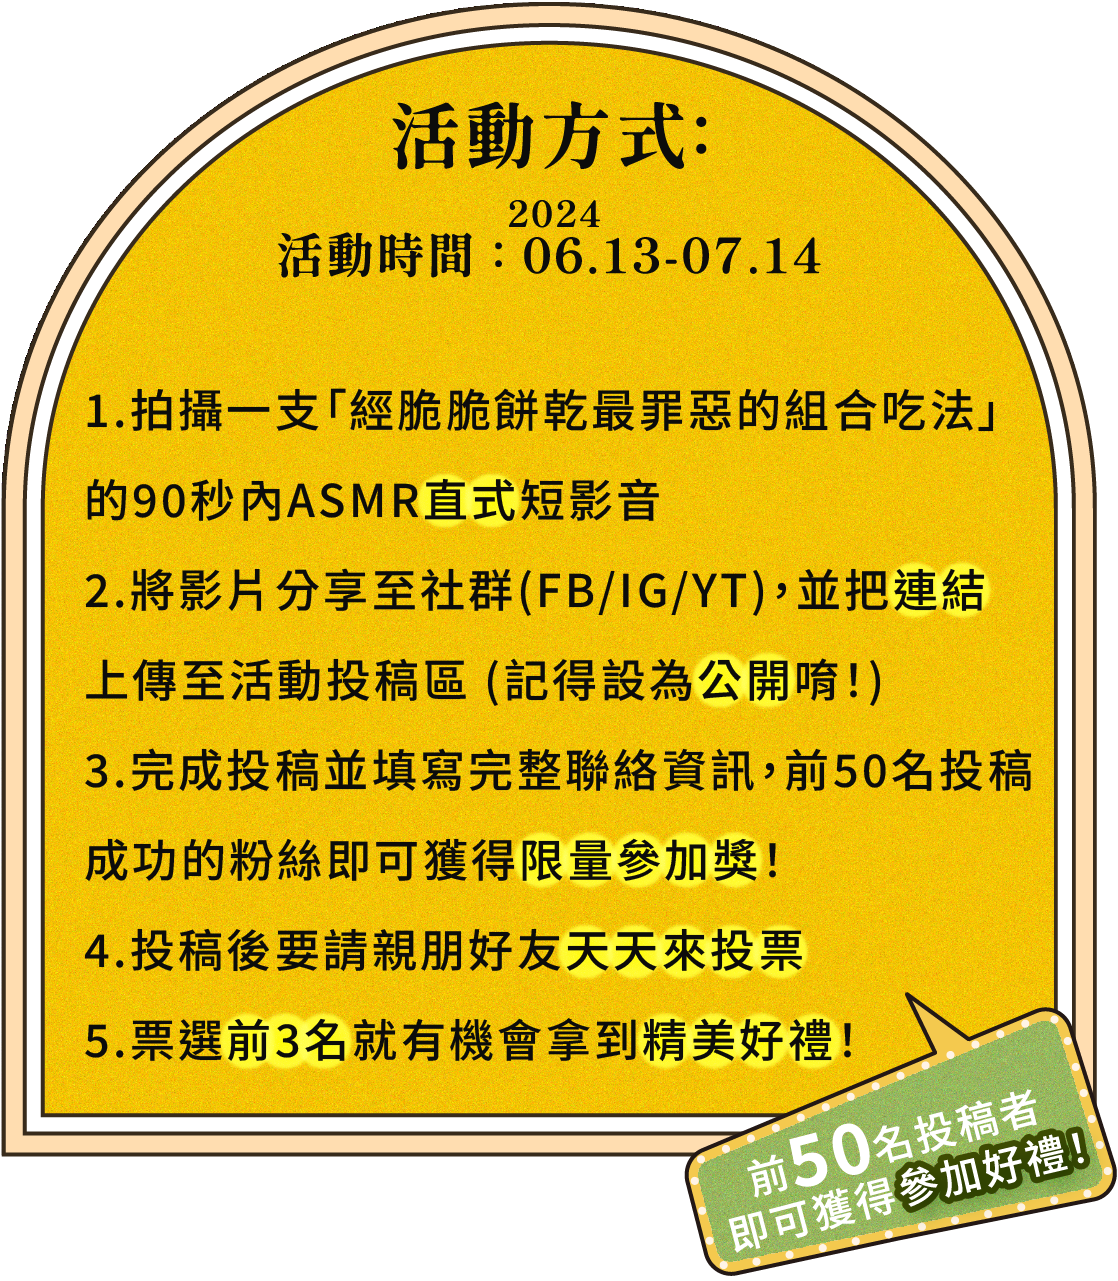 活動方式:
2024
活動時間：06.13-07.14
1.拍攝一支「經脆脆餅乾最罪惡的組合吃法」
的90秒內ASMR直式短影音
2.將影片分享至社群(FB/IG/YT)，並把連結
上傳至活動投稿區 (記得設為公開唷！)
3.完成投稿並填寫完整聯絡資訊，前50名投稿
成功的粉絲即可獲得限量參加獎！
4.投稿後要請親朋好友天天來投票
5.票選前3名就有機會拿到精美好禮！
前50名投稿者
即可獲得參加好禮！